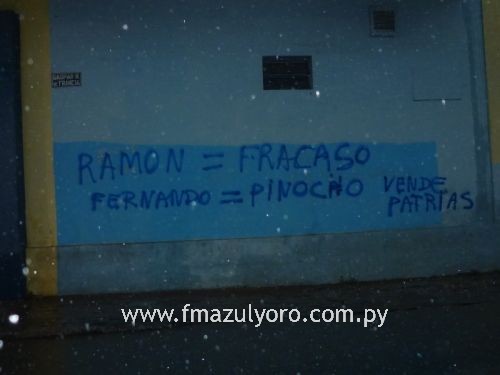 RAMON = FRACASO
FERNANDO = PINOCHO VENDE
PATRIAS
www.fmazulyoro.com.py